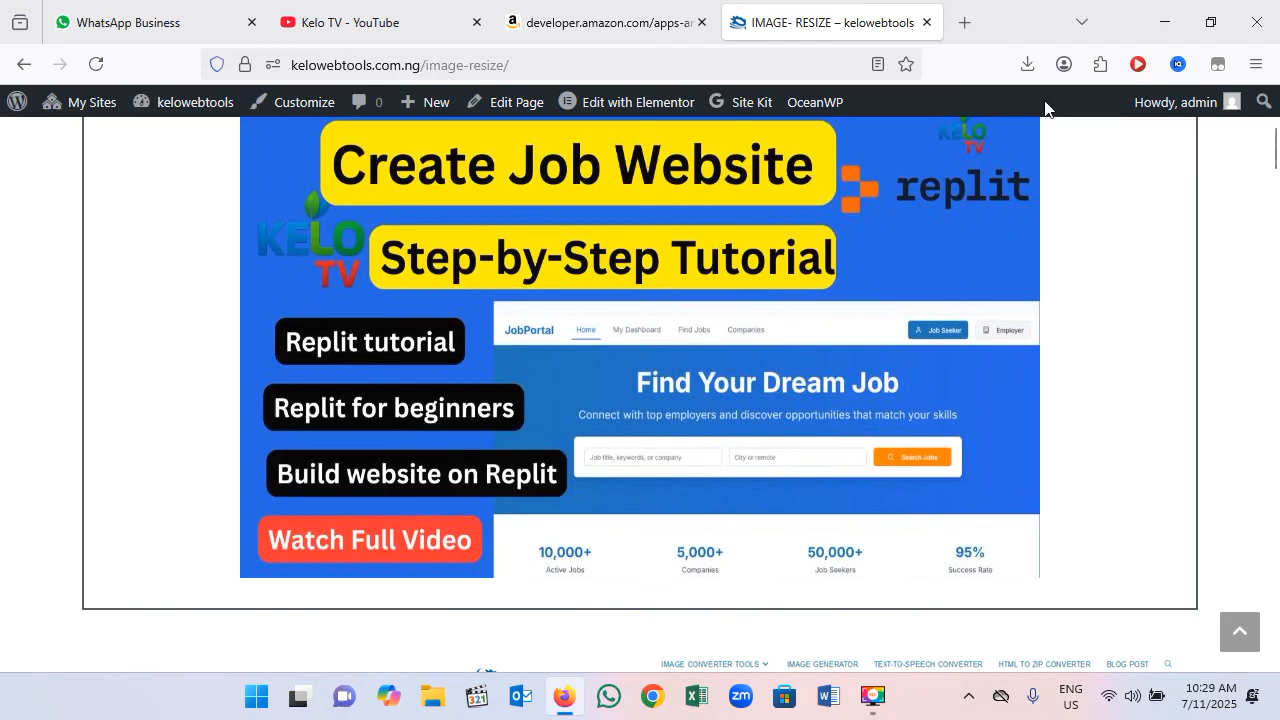 WhatsApp Business
Kelo TV - YouTube
developer.amazon.com/apps-ar
IMAGE- RESIZE – kelowebtools
kelowebtools.com.ng/image-resize/
My Sites
kelowebtools
Customize
0
New
Edit Page
Edit with Elementor
Site Kit
OceanWP
Howdy, admin
Create Job Website
KELO
TV
replit
KELO
TV
Step-by-Step Tutorial
Replit tutorial
Replit for beginners
Build website on Replit
Watch Full Video
JobPortal
Home
My Dashboard
Find Jobs
Companies
Job Seeker
Employer
Find Your Dream Job
Connect with top employers and discover opportunities that match your skills
Job title, keywords, or company
City or remote
Search Jobs
10,000+
5,000+
50,000+
95%
Active Jobs
Companies
Job Seekers
Success Rate
IMAGE CONVERTER TOOLS
IMAGE GENERATOR
TEXT-TO-SPEECH CONVERTER
HTML TO ZIP CONVERTER
BLOG POST
321
zm
ENG
US
10:29 AM
7/11/2025